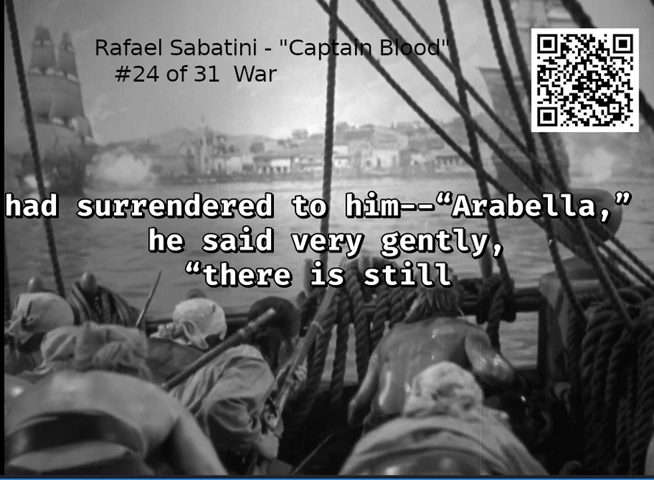 Rafael Sabatini - "Captain Blood"
#24 of 31  War
had surrendered to him--“Arabella,”
he said very gently,
“there is still